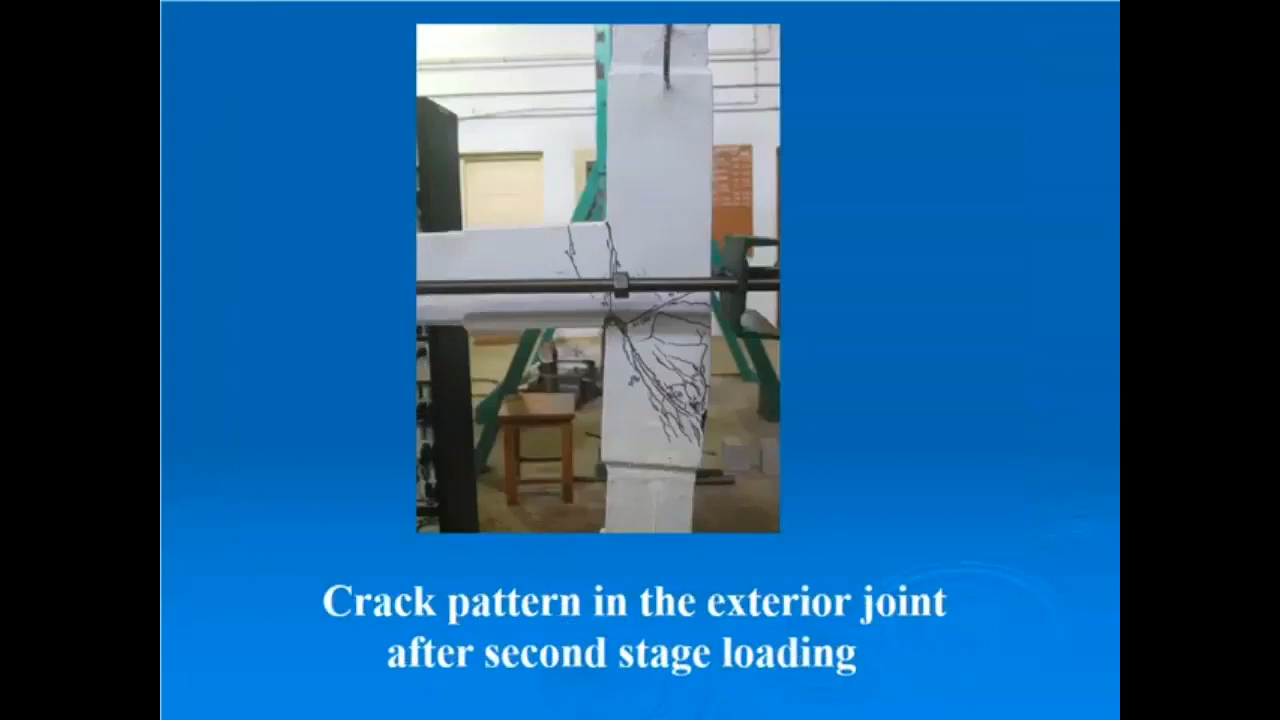 Crack pattern in the exterior joint
after second stage loading